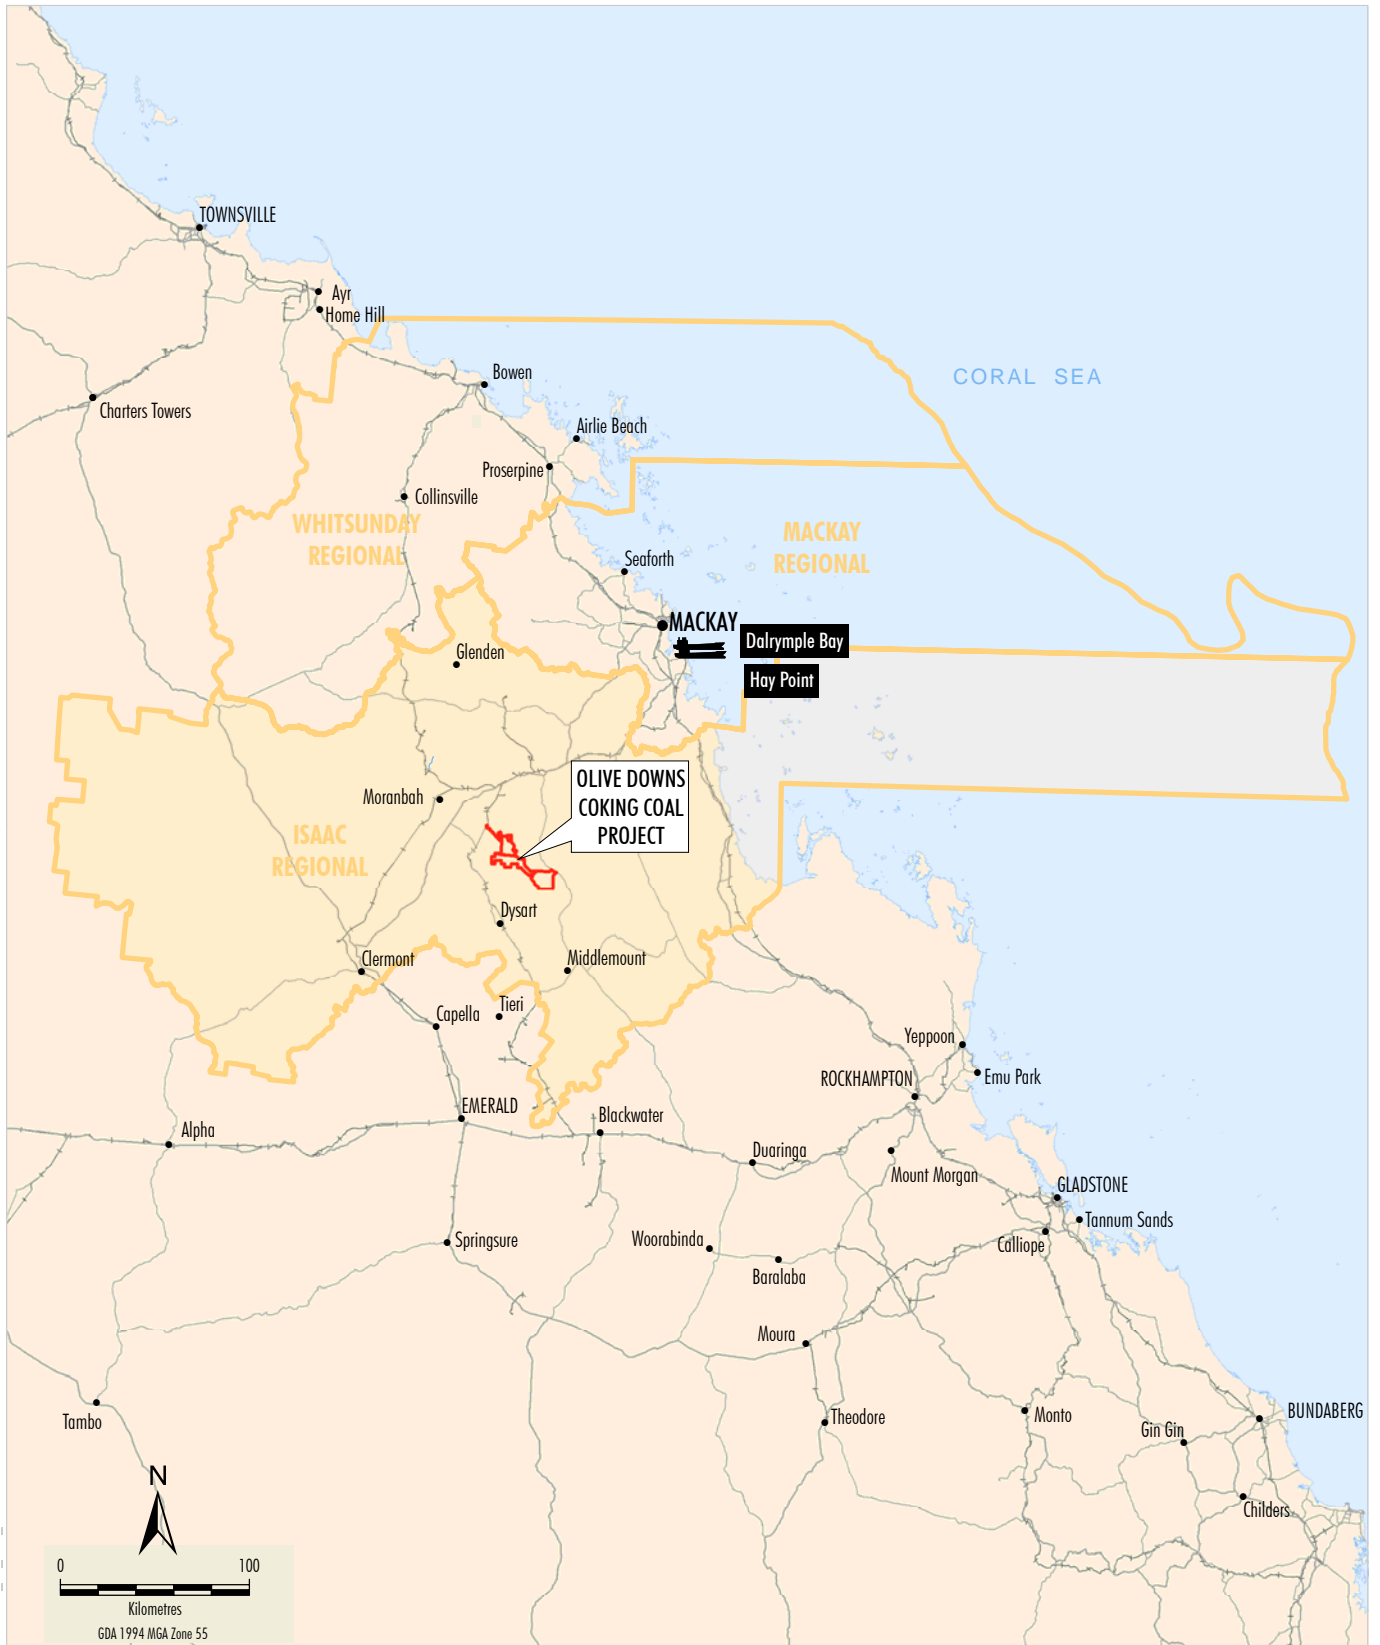 TOWNSVILLE
Ayr
Home Hill
Bowen
CORAL SEA
Charters Towers
Airlie Beach
Proserpine
Collinsville
WHITSUNDAY
REGIONAL
MACKAY
REGIONAL
Seaforth
MACKAY
Dalrymple Bay
Glenden
Hay Point
OLIVE DOWNS
COKING COAL
PROJECT
Moranbah
ISAAC
REGIONAL
Dysart
Clermont
Middlemount
Tieri
Capella
Yeppoon
ROCKHAMPTON
Emu Park
EMERALD
Blackwater
Alpha
Duaringa
Mount Morgan
GLADSTONE
Tannum Sands
Springsure
Woorabinda
Calliope
Baralaba
Moura
Tambo
Theodore
Monto
BUNDABERG
Gin Gin
Childers
N
0 100
Kilometres
GDA 1994 MGA Zone 55